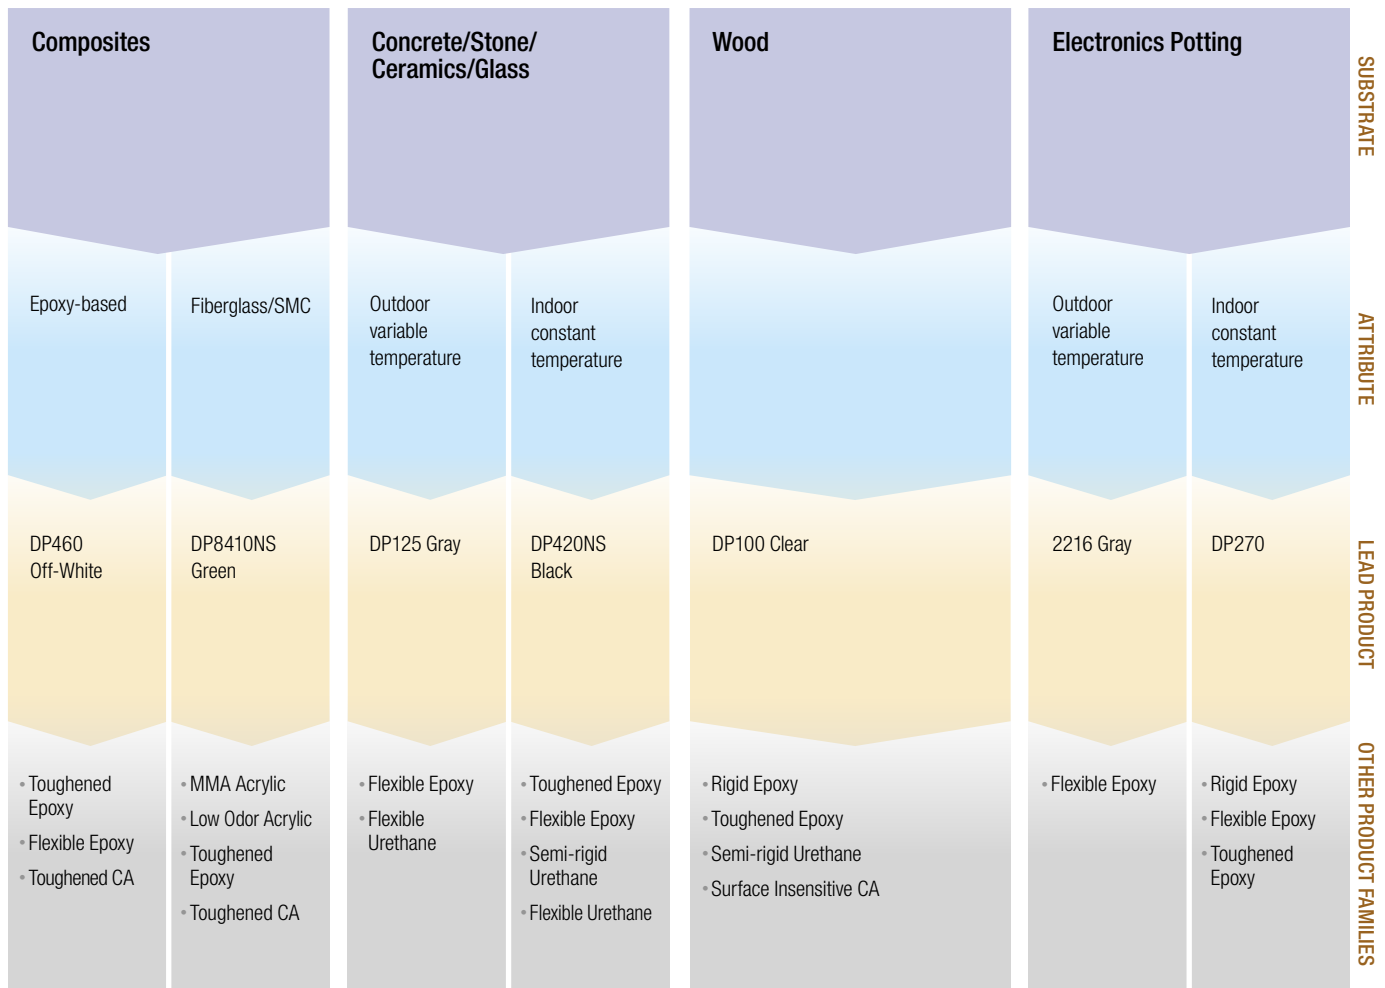 Composites
Concrete/Stone/
Ceramics/Glass
Wood
Electronics Potting
SUBSTRATE
Epoxy-based
Fiberglass/SMC
Outdoor
variable
temperature
Indoor
constant
temperature
Outdoor
variable
temperature
Indoor
constant
temperature
ATTRIBUTE
DP460
Off-White
DP8410NS
Green
DP125 Gray
DP420NS
Black
DP100 Clear
2216 Gray
DP270
LEAD PRODUCT
• Toughened
Epoxy
• Flexible Epoxy
• Toughened CA
• MMA Acrylic
• Low Odor Acrylic
• Toughened
Epoxy
• Toughened CA
• Flexible Epoxy
• Flexible
Urethane
• Toughened Epoxy
• Flexible Epoxy
• Semi-rigid
Urethane
• Flexible Urethane
• Rigid Epoxy
• Toughened Epoxy
• Semi-rigid Urethane
• Surface Insensitive CA
• Flexible Epoxy
• Rigid Epoxy
• Flexible Epoxy
• Toughened
Epoxy
OTHER PRODUCT FAMILIES